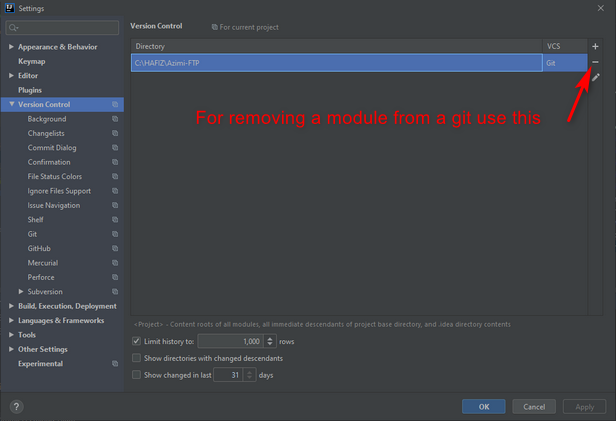 Settings
Version Control
For current project
Directory
VCS
C:\HAFIZ\Azimi-FTP
Git
For removing a module from a git use this
Appearance & Behavior
Keymap
Editor
Plugins
Version Control
Background
Changelists
Commit Dialog
Confirmation
File Status Colors
Ignore Files Support
Issue Navigation
Shelf
Git
GitHub
Mercurial
Perforce
Subversion
Build, Execution, Deployment
Languages & Frameworks
Tools
Other Settings
Experimental
<Project> - Content roots of all modules, all immediate descendants of project base directory, and .idea directory contents
Limit history to: 1,000 rows
Show directories with changed descendants
Show changed in last 31 days
? OK Cancel Apply